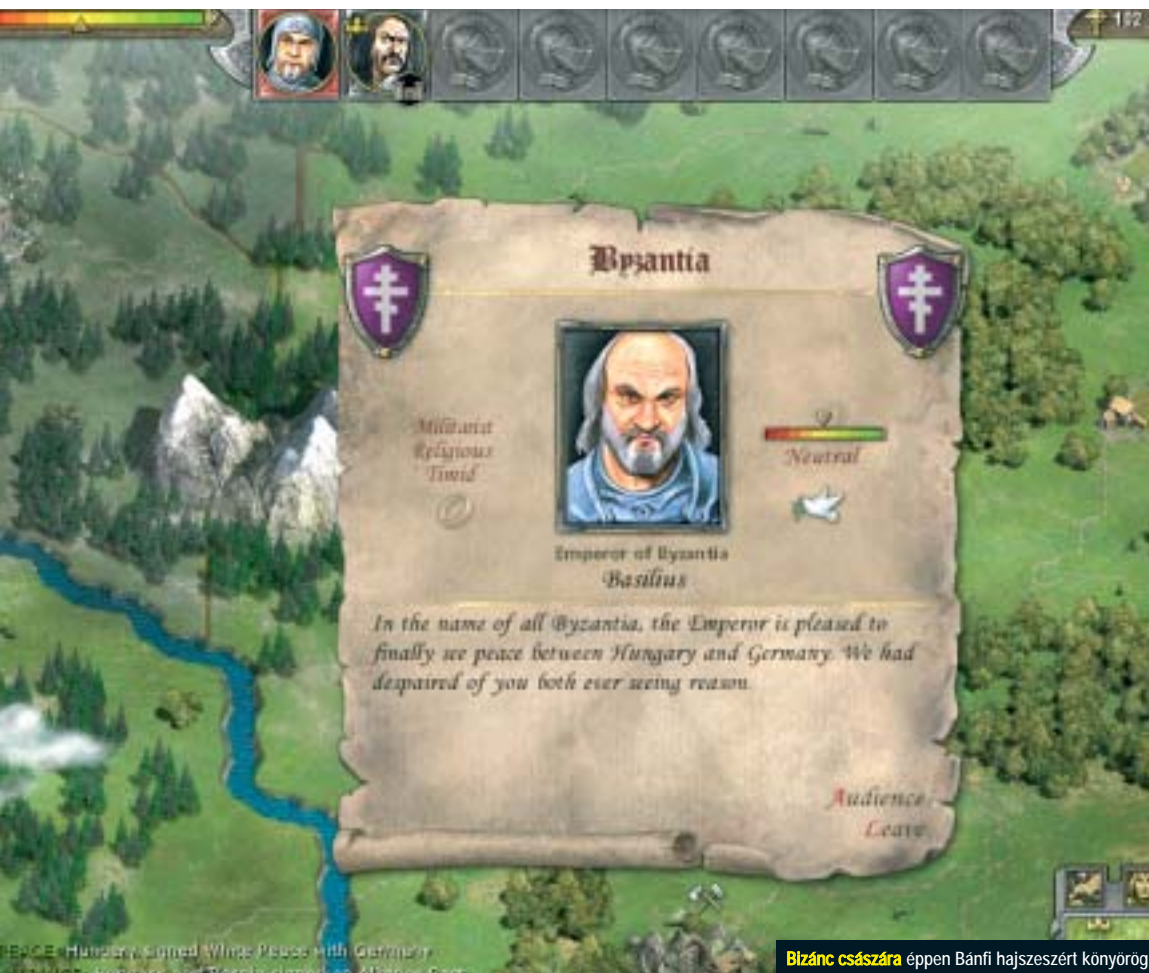 102
Byzantia
Militarist
Religious
Timid
Neutral
Emperor of Byzantia
Basilius
In the name of all Byzantia, the Emperor is pleased to
finally see peace between Hungary and Germany. We had
despaired of you both ever seeing reason.
Audience
Leave
PEACE: Hungary signed White Peace with Germany
Bizánc császára éppen Bánfi hajszeszért könyörög